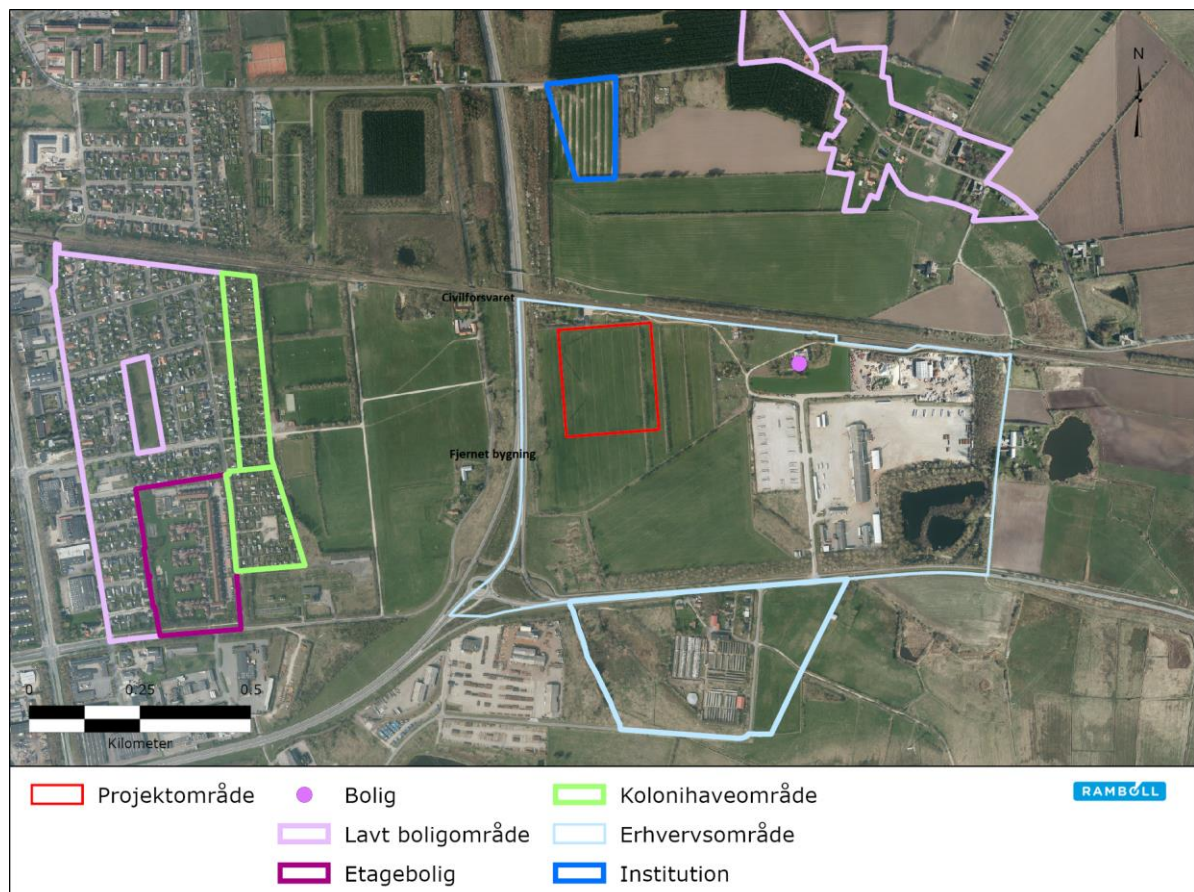 N
Civilforsvaret
Fjernet bygning
0 0.25 0.5
Kilometer
Projektområde
Bolig
Kolonihaveområde
Lavt boligområde
Erhvervsområde
Etagebolig
Institution
RAMBOLL